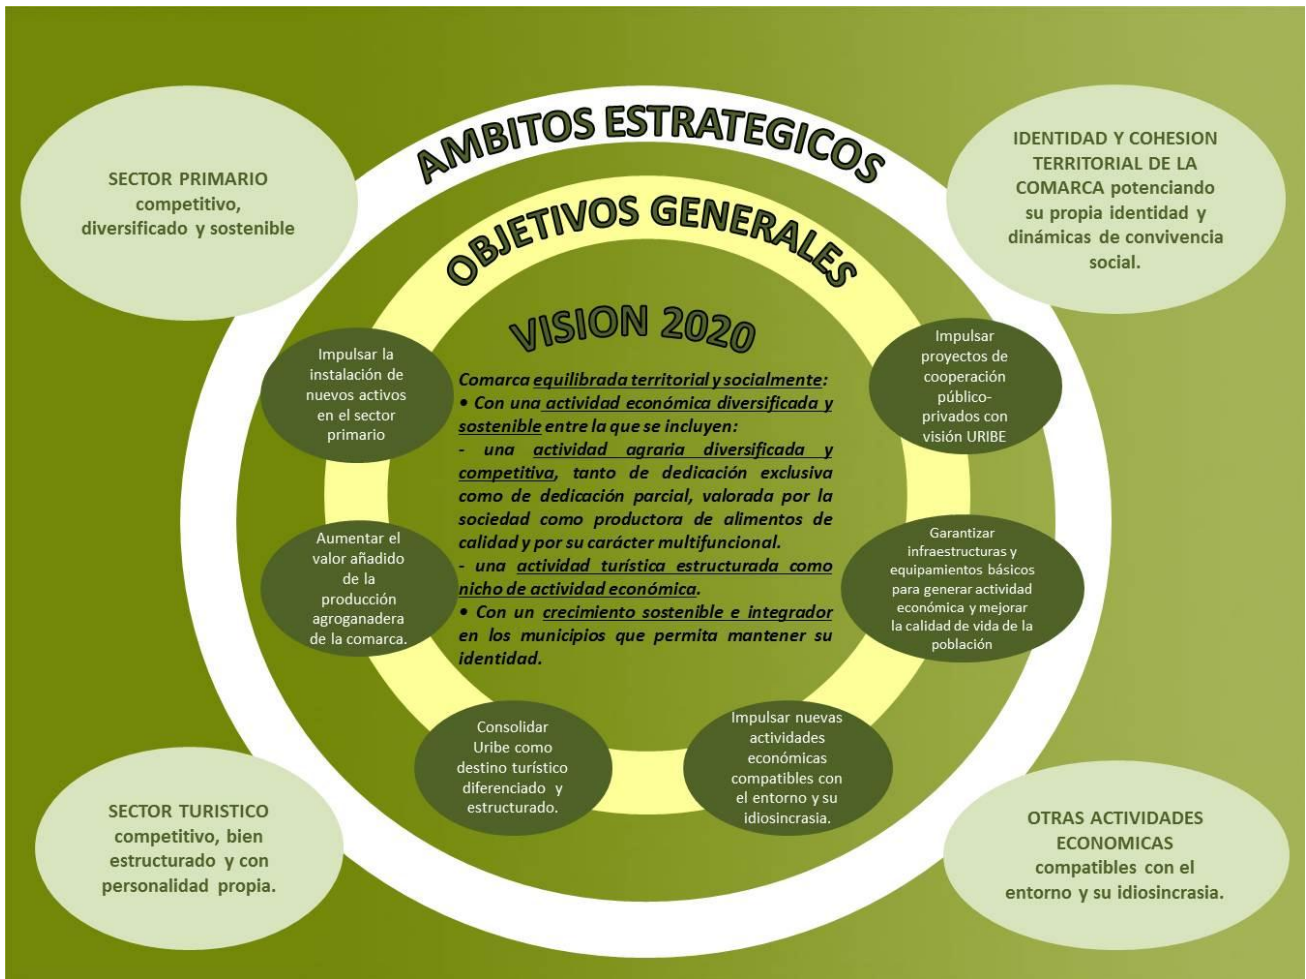 AMBITOS ESTRATEGICOS
OBJETIVOS GENERALES
VISION 2020
SECTOR PRIMARIO
competitivo,
diversificado y sostenible
IDENTIDAD Y COHESION
TERRITORIAL DE LA
COMARCA potenciando
su propia identidad y
dinámicas de convivencia
social.
Impulsar la
instalación de
nuevos activos
en el sector
primario
Aumentar el
valor añadido
de la
producción
agroganadera
de la comarca.
Comarca equilibrada territorial y socialmente:
• Con una actividad económica diversificada y
sostenible entre la que se incluyen:
- una actividad agraria diversificada y
competitiva, tanto de dedicación exclusiva
como de dedicación parcial, valorada por la
sociedad como productora de alimentos de
calidad y por su carácter multifuncional.
- una actividad turística estructurada como
nicho de actividad económica.
• Con un crecimiento sostenible e integrador
en los municipios que permita mantener su
identidad.
Impulsar
proyectos de
cooperación
público-
privados con
visión URIBE
Garantizar
infraestructuras y
equipamientos básicos
para generar actividad
económica y mejorar
la calidad de vida de la
población
Consolidar
Uribe como
destino turístico
diferenciado y
estructurado.
Impulsar nuevas
actividades
económicas
compatibles con
el entorno y su
idiosincrasia.
SECTOR TURISTICO
competitivo, bien
estructurado y con
personalidad propia.
OTRAS ACTIVIDADES
ECONOMICAS
compatibles con el
entorno y su idiosincrasia.